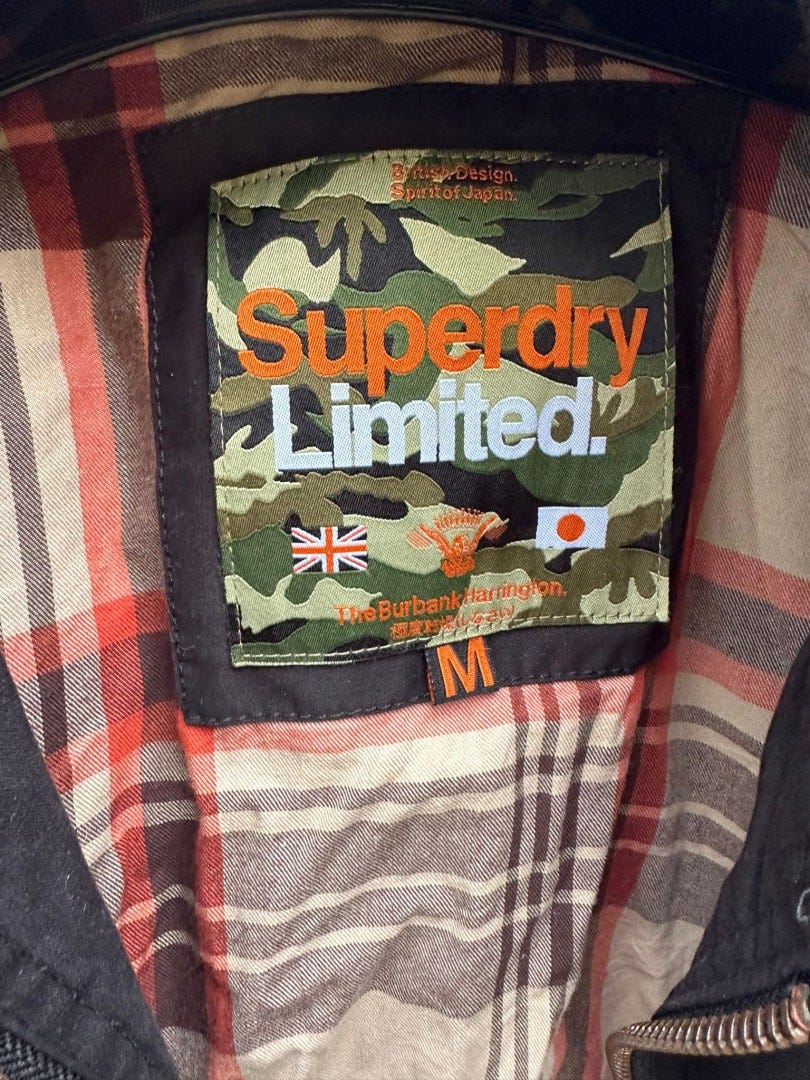 British Design.
Spirit of Japan.
Superdry
Limited.
The Burbank Harrington.
M